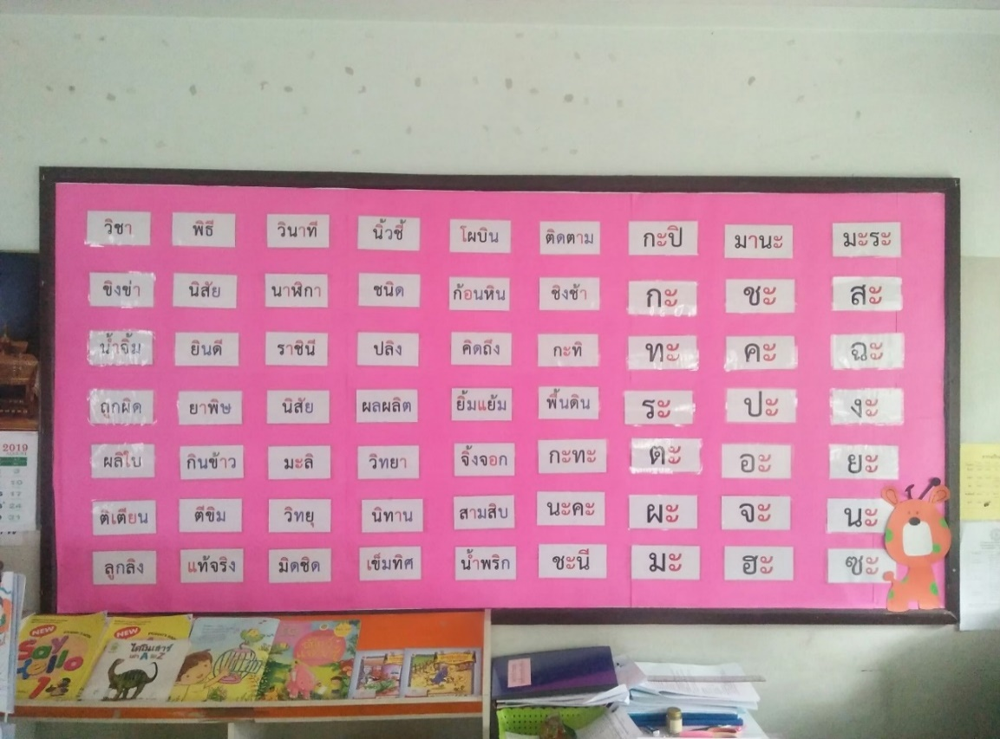 วิชา พิธี วินาที นิ้วชี้ โผบิน ติดตาม กะปิ มานะ มะระ
ขิงข่า นิสัย นาฬิกา ชนิด ก้อนหิน ชิงช้า กะ ชะ สะ
น้ำจิ้ม ยินดี ราชินี ปลิง คิดถึง กะทิ ทะ คะ ฉะ
ถูกผิด ยาพิษ นิสัย ผลผลิต ยิ้มแย้ม พื้นดิน ระ ปะ งะ
ผลิใบ กินข้าว มะลิ วิทยา จิ้งจอก กะทะ ตะ อะ ยะ
ติเตียน ตีขิม วิทยุ นิทาน สามสิบ นะคะ ผะ จะ นะ
ลูกลิง แท้จริง มิดชิด เข็มทิศ น้ำพริก ชะนี มะ ฮะ ซะ
2019
NEW
Say
Hello
1
NEW
ไดโนเสาร์
A Z